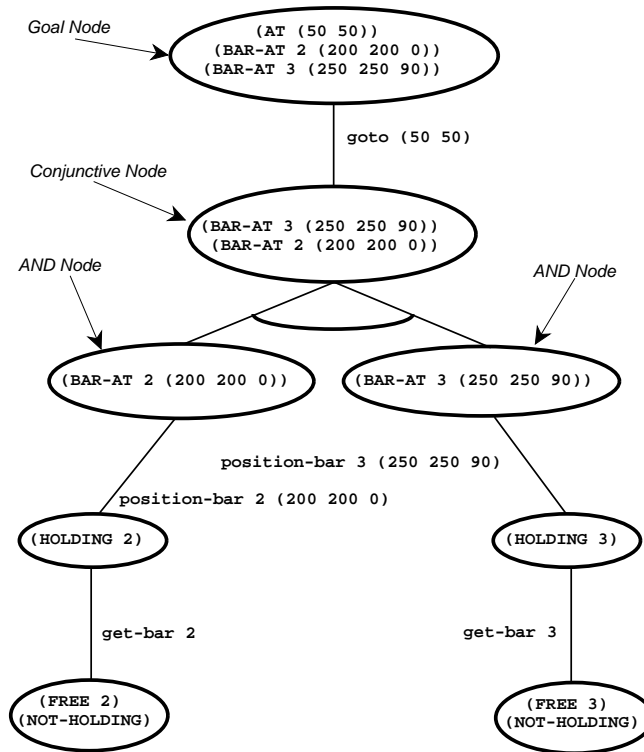 Goal Node
(AT (50 50))
(BAR-AT 2 (200 200 0))
(BAR-AT 3 (250 250 90))
goto (50 50)
Conjunctive Node
(BAR-AT 3 (250 250 90))
(BAR-AT 2 (200 200 0))
AND Node
AND Node
(BAR-AT 2 (200 200 0))
(BAR-AT 3 (250 250 90))
position-bar 3 (250 250 90)
position-bar 2 (200 200 0)
(HOLDING 2)
(HOLDING 3)
get-bar 2
get-bar 3
(FREE 2)
(NOT-HOLDING)
(FREE 3)
(NOT-HOLDING)